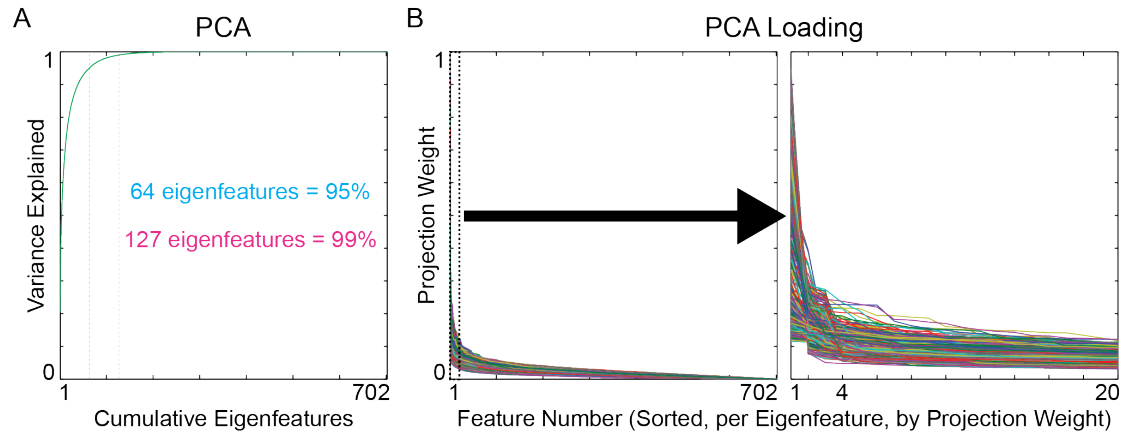 A
PCA
1
Variance Explained
64 eigenfeatures = 95%
127 eigenfeatures = 99%
0
1
702
Cumulative Eigenfeatures
B
PCA Loading
1
Projection Weight
0
1
702
1
4
20
Feature Number (Sorted, per Eigenfeature, by Projection Weight)